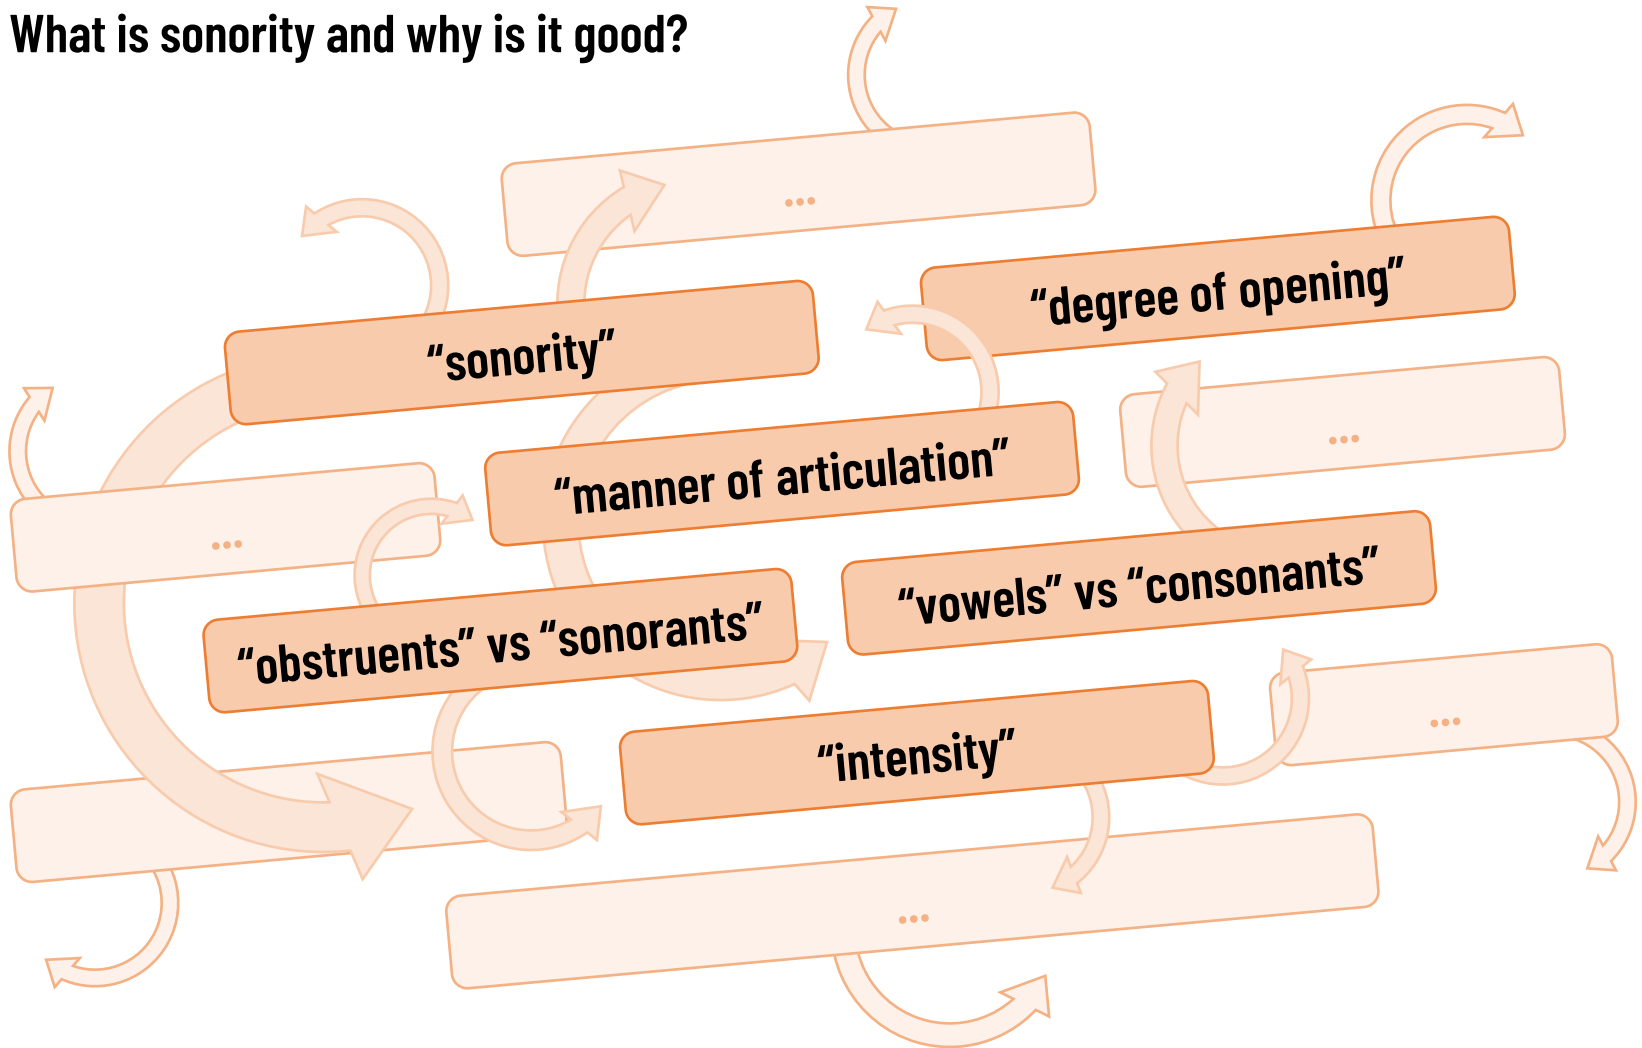 What is sonority and why is it good?
...
“degree of opening”
“sonority”
...
“manner of articulation”
...
“vowels” vs “consonants”
“obstruents” vs “sonorants”
...
“intensity”
...